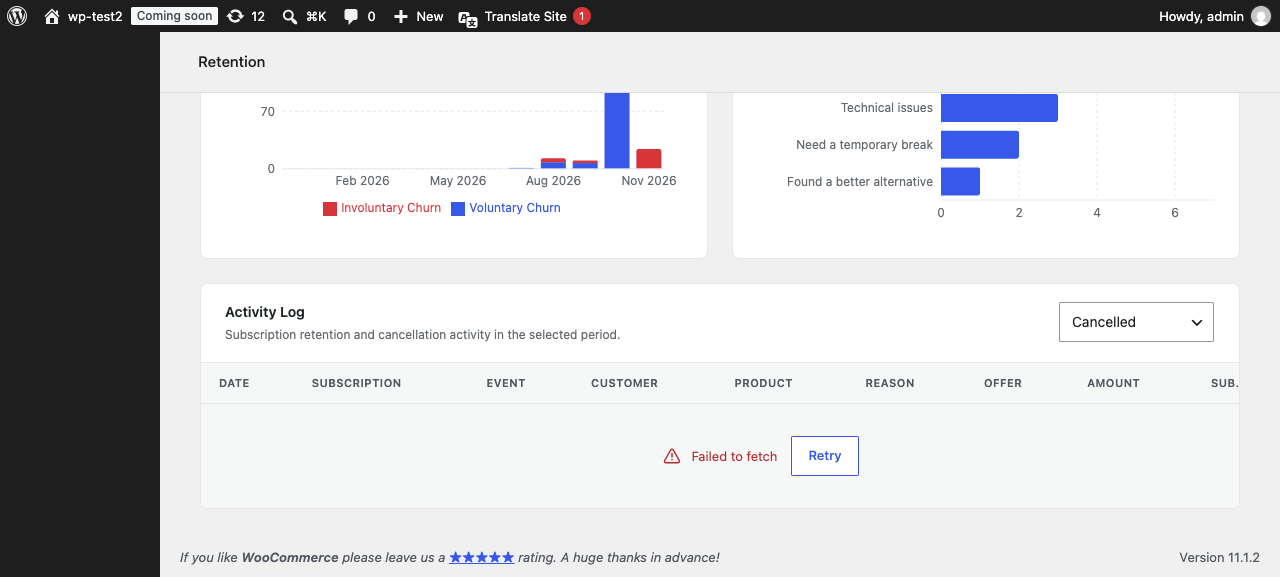 wp-test2 Coming soon 12 ⌘K 0 New Translate Site 1 Howdy, admin
Retention
70
0
Feb 2026 May 2026 Aug 2026 Nov 2026
Involuntary Churn Voluntary Churn
Technical issues
Need a temporary break
Found a better alternative
0 2 4 6
Activity Log
Subscription retention and cancellation activity in the selected period.
Cancelled
DATE SUBSCRIPTION EVENT CUSTOMER PRODUCT REASON OFFER AMOUNT SUB.
Failed to fetch Retry
If you like WooCommerce please leave us a ★★★★★ rating. A huge thanks in advance! Version 11.1.2